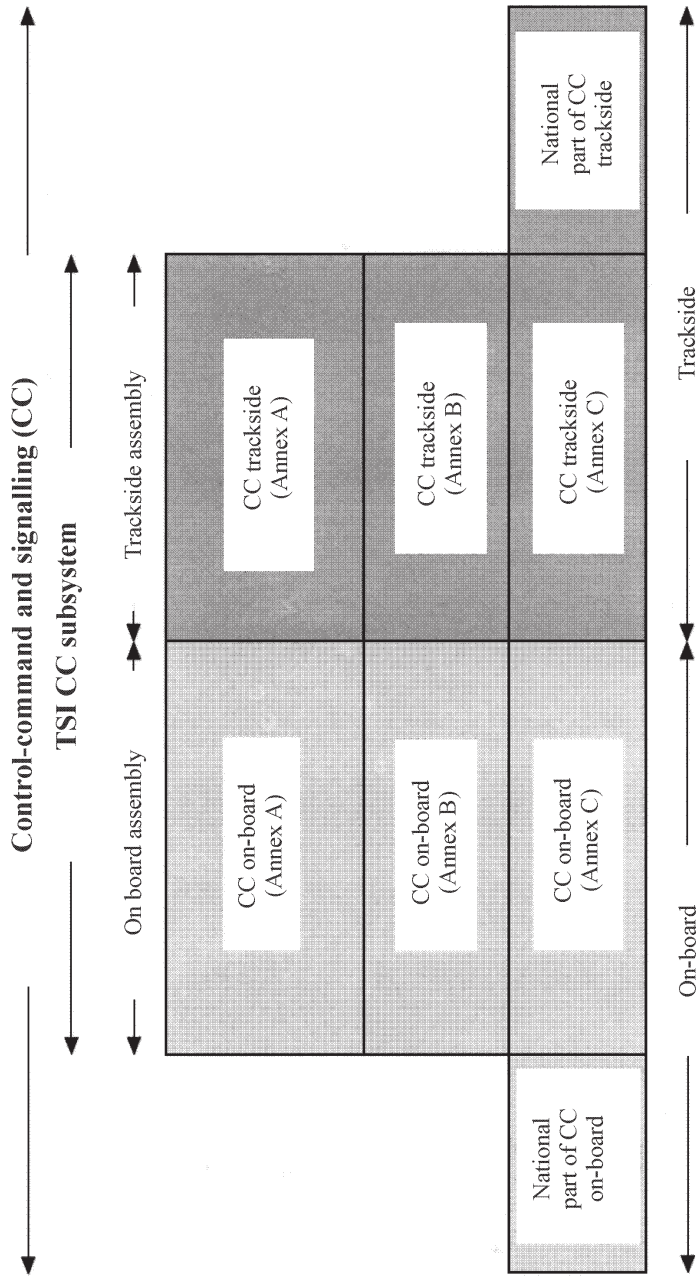 Control-command and signalling (CC)
TSI CC subsystem
On board assembly
Trackside assembly
CC on-board
(Annex A)
CC trackside
(Annex A)
CC on-board
(Annex B)
CC trackside
(Annex B)
National
part of CC
on-board
CC on-board
(Annex C)
CC trackside
(Annex C)
National
part of CC
trackside
On-board
Trackside